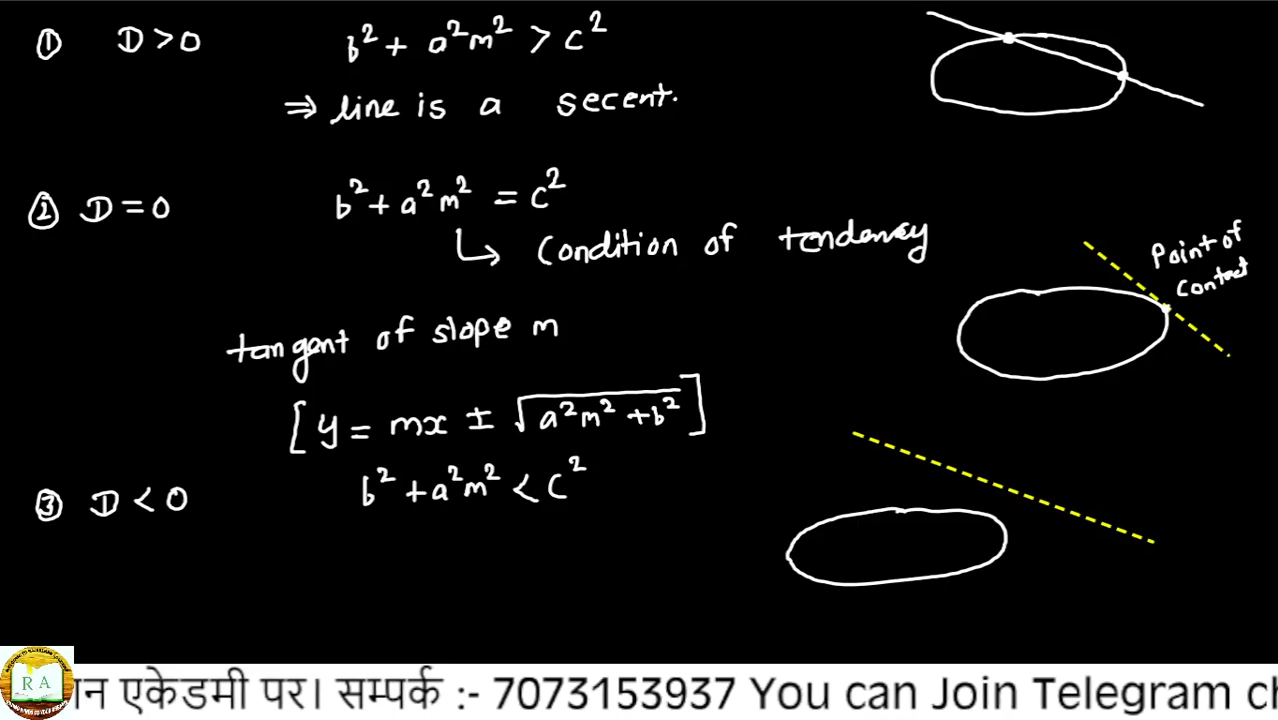 ① D > 0 b² + a²m² > c²
⇒ line is a secent.
② D = 0 b² + a²m² = c²
↳ Condition of tendency
Point of
contact
tangent of slope m
[y = mx ± √(a²m² + b²)]
③ D < 0 b² + a²m² < c²
R A
ान एकेडमी पर। सम्पर्क :- 7073153937 You can Join Telegram ch